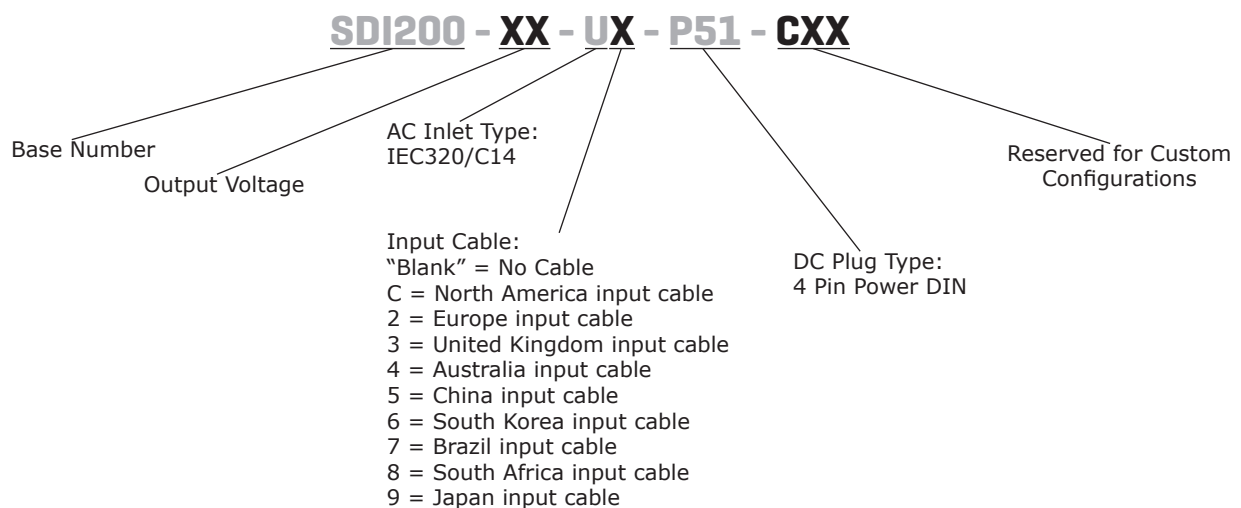 SDI200 - XX - UX - P51 - CXX
Base Number
Output Voltage
AC Inlet Type:
IEC320/C14
Input Cable:
“Blank” = No Cable
C = North America input cable
2 = Europe input cable
3 = United Kingdom input cable
4 = Australia input cable
5 = China input cable
6 = South Korea input cable
7 = Brazil input cable
8 = South Africa input cable
9 = Japan input cable
DC Plug Type:
4 Pin Power DIN
Reserved for Custom
Configurations